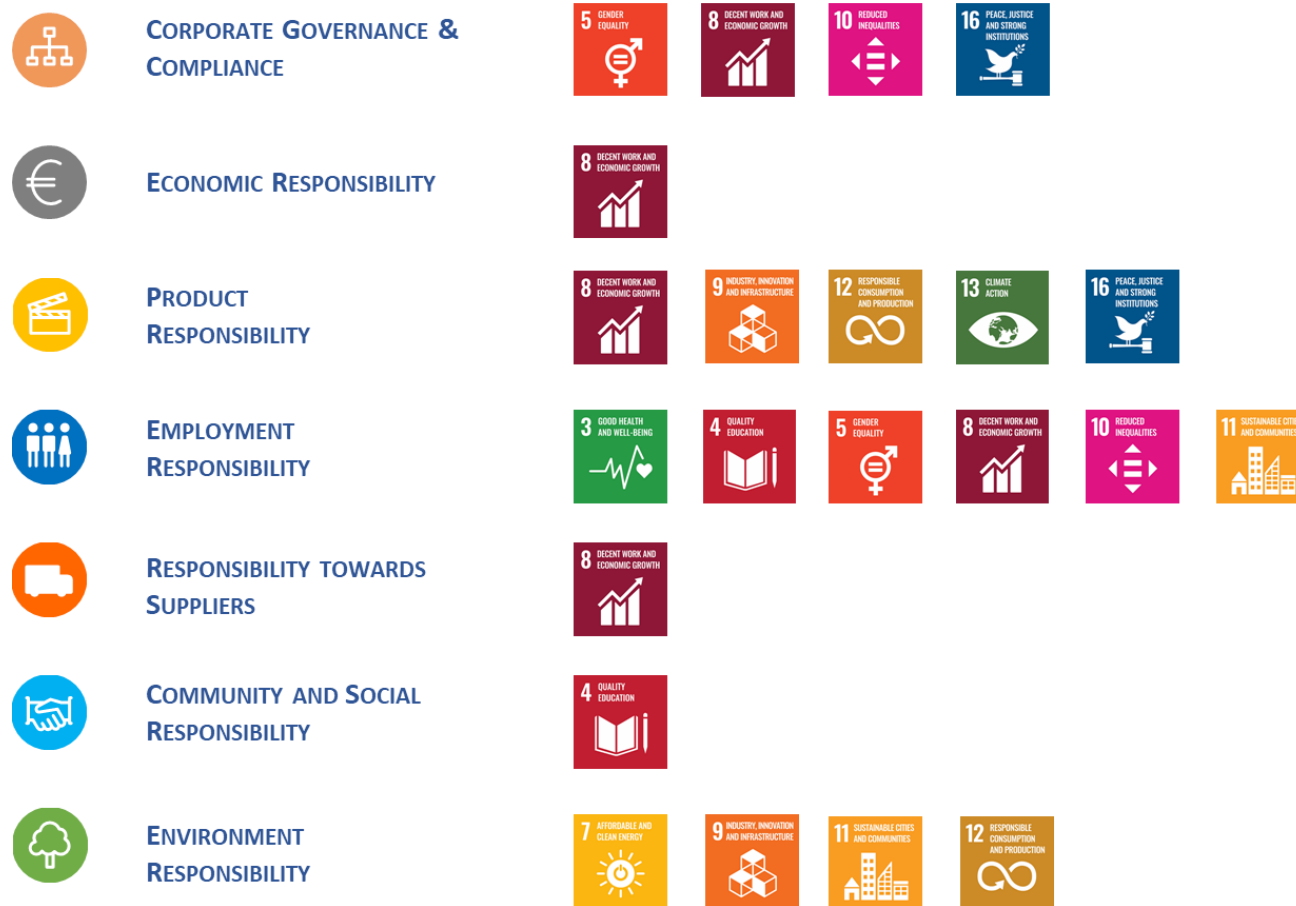 CORPORATE GOVERNANCE &
COMPLIANCE
5 GENDER
EQUALITY
8 DECENT WORK AND
ECONOMIC GROWTH
10 REDUCED
INEQUALITIES
16 PEACE, JUSTICE
AND STRONG
INSTITUTIONS
€
ECONOMIC RESPONSIBILITY
8 DECENT WORK AND
ECONOMIC GROWTH
PRODUCT
RESPONSIBILITY
8 DECENT WORK AND
ECONOMIC GROWTH
9 INDUSTRY, INNOVATION
AND INFRASTRUCTURE
12 RESPONSIBLE
CONSUMPTION
AND PRODUCTION
13 CLIMATE
ACTION
16 PEACE, JUSTICE
AND STRONG
INSTITUTIONS
EMPLOYMENT
RESPONSIBILITY
3 GOOD HEALTH
AND WELL-BEING
4 QUALITY
EDUCATION
5 GENDER
EQUALITY
8 DECENT WORK AND
ECONOMIC GROWTH
10 REDUCED
INEQUALITIES
11 SUSTAINABLE CITIES
AND COMMUNITIES
RESPONSIBILITY TOWARDS
SUPPLIERS
8 DECENT WORK AND
ECONOMIC GROWTH
COMMUNITY AND SOCIAL
RESPONSIBILITY
4 QUALITY
EDUCATION
ENVIRONMENT
RESPONSIBILITY
7 AFFORDABLE AND
CLEAN ENERGY
9 INDUSTRY, INNOVATION
AND INFRASTRUCTURE
11 SUSTAINABLE CITIES
AND COMMUNITIES
12 RESPONSIBLE
CONSUMPTION
AND PRODUCTION